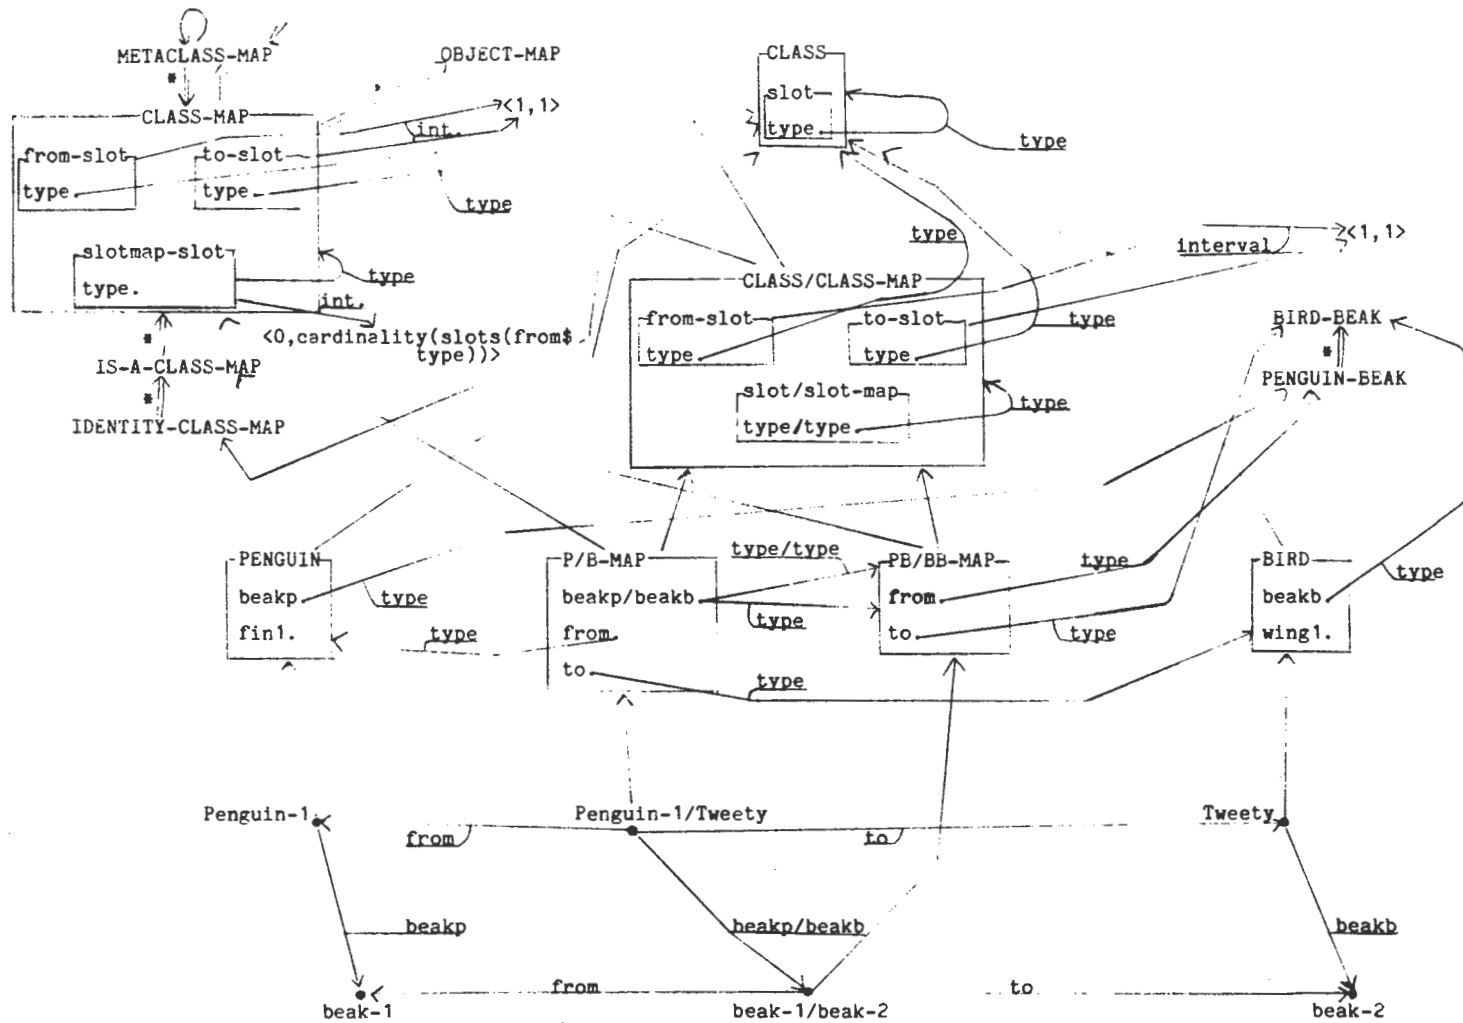 METACLASS-MAP
OBJECT-MAP
CLASS
slot
type
type
CLASS-MAP
<1,1>
int.
from-slot
to-slot
type
type
type
slotmap-slot
type.
type
int.
<0,cardinality(slots(from$
type))>
IS-A-CLASS-MAP
IDENTITY-CLASS-MAP
type
interval
<1,1>
CLASS/CLASS-MAP
from-slot
to-slot
type
type
type
slot/slot-map
type/type
type
BIRD-BEAK
*
PENGUIN-BEAK
*
*
*
PENGUIN
beakp
fin1.
type
type
P/B-MAP
beakp/beakb
from
to
type/type
type
type
PB/BB-MAP
from
to
type
type
BIRD
beakb
wing1.
type
Penguin-1
Penguin-1/Tweety
Tweety
from
to
beakp
beakp/beakb
beakb
from
to
beak-1
beak-1/beak-2
beak-2